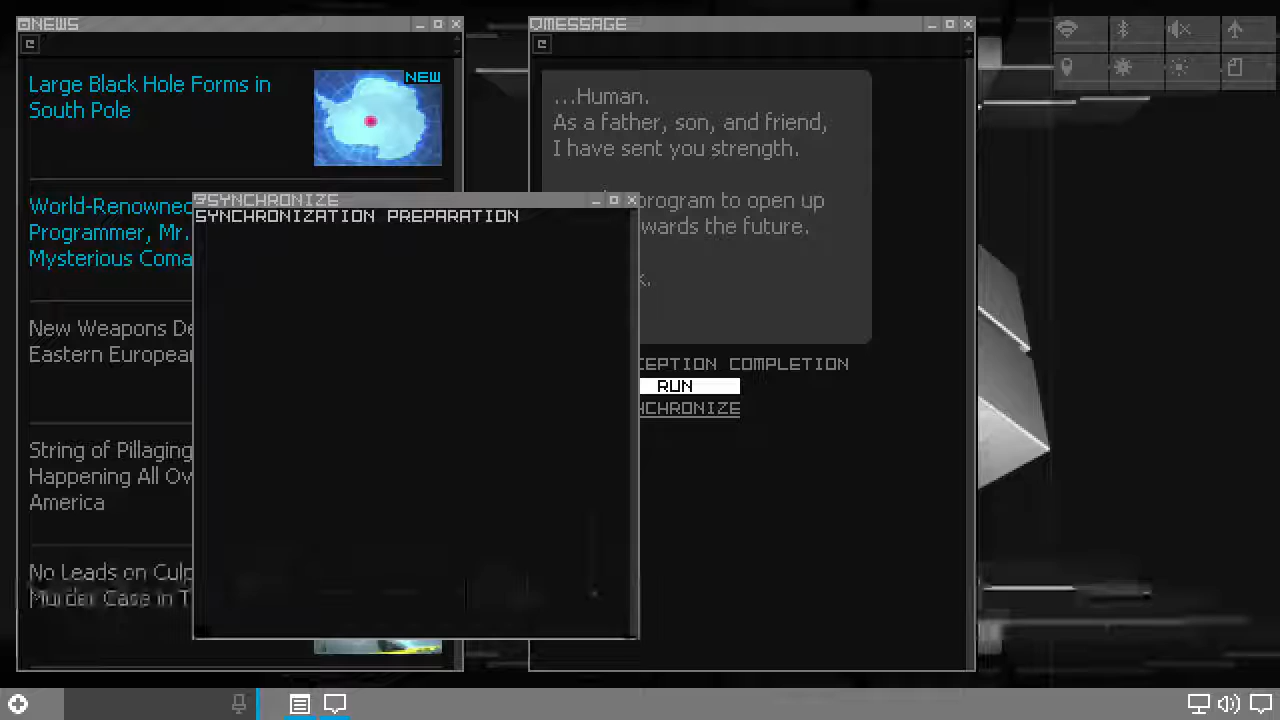 NEWS
Large Black Hole Forms in
South Pole
NEW
World-Renowned
Programmer, Mr.
Mysterious Coma
New Weapons De
Eastern European
String of Pillaging
Happening All Ov
America
No Leads on Culp
Murder Case in T
MESSAGE
...Human.
As a father, son, and friend,
I have sent you strength.
program to open up
wards the future.
k.
EPTION COMPLETION
RUN
CHRONIZE
SYNCHRONIZE
SYNCHRONIZATION PREPARATION